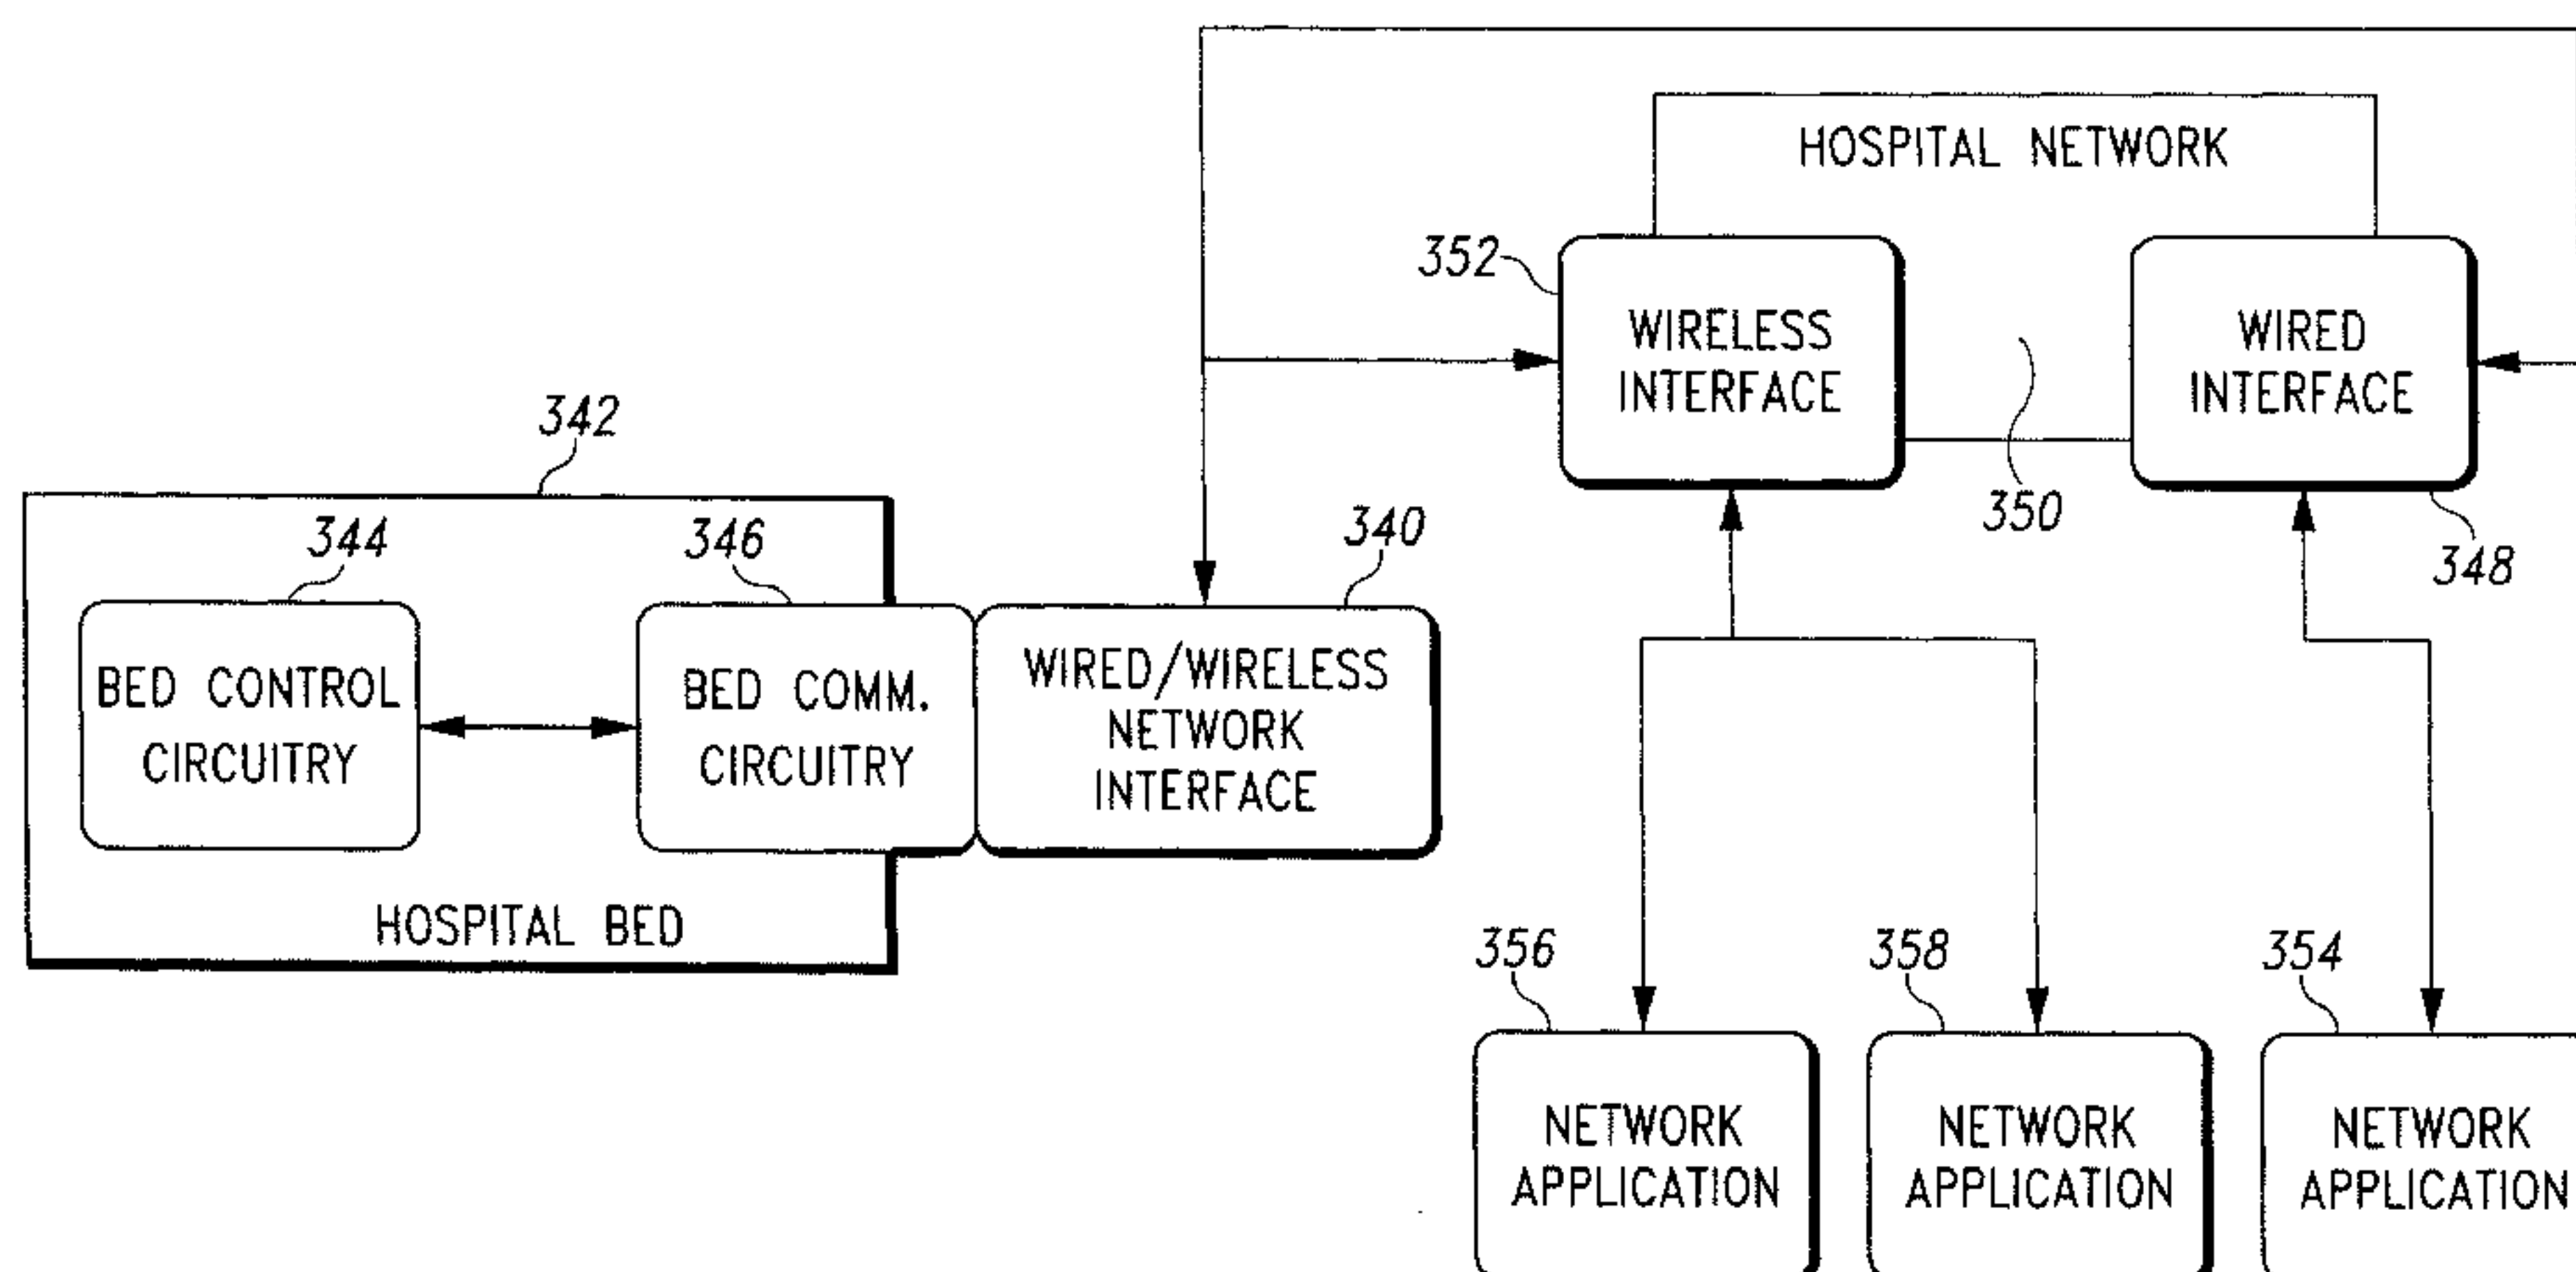 HOSPITAL NETWORK
352
WIRELESS
INTERFACE
WIRED
INTERFACE
350
348
342
344
346
340
BED CONTROL
CIRCUITRY
BED COMM.
CIRCUITRY
WIRED/WIRELESS
NETWORK
INTERFACE
HOSPITAL BED
356
358
354
NETWORK
APPLICATION
NETWORK
APPLICATION
NETWORK
APPLICATION